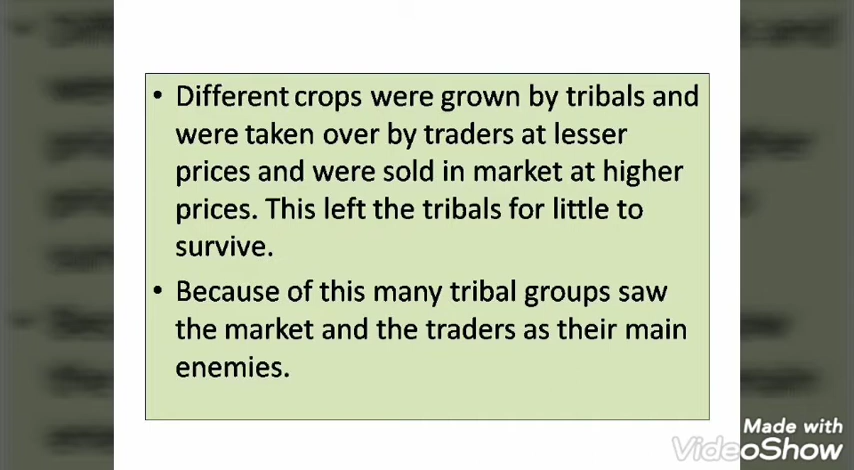 • Different crops were grown by tribals and
were taken over by traders at lesser
prices and were sold in market at higher
prices. This left the tribals for little to
survive.
• Because of this many tribal groups saw
the market and the traders as their main
enemies.
Made with
VideoShow